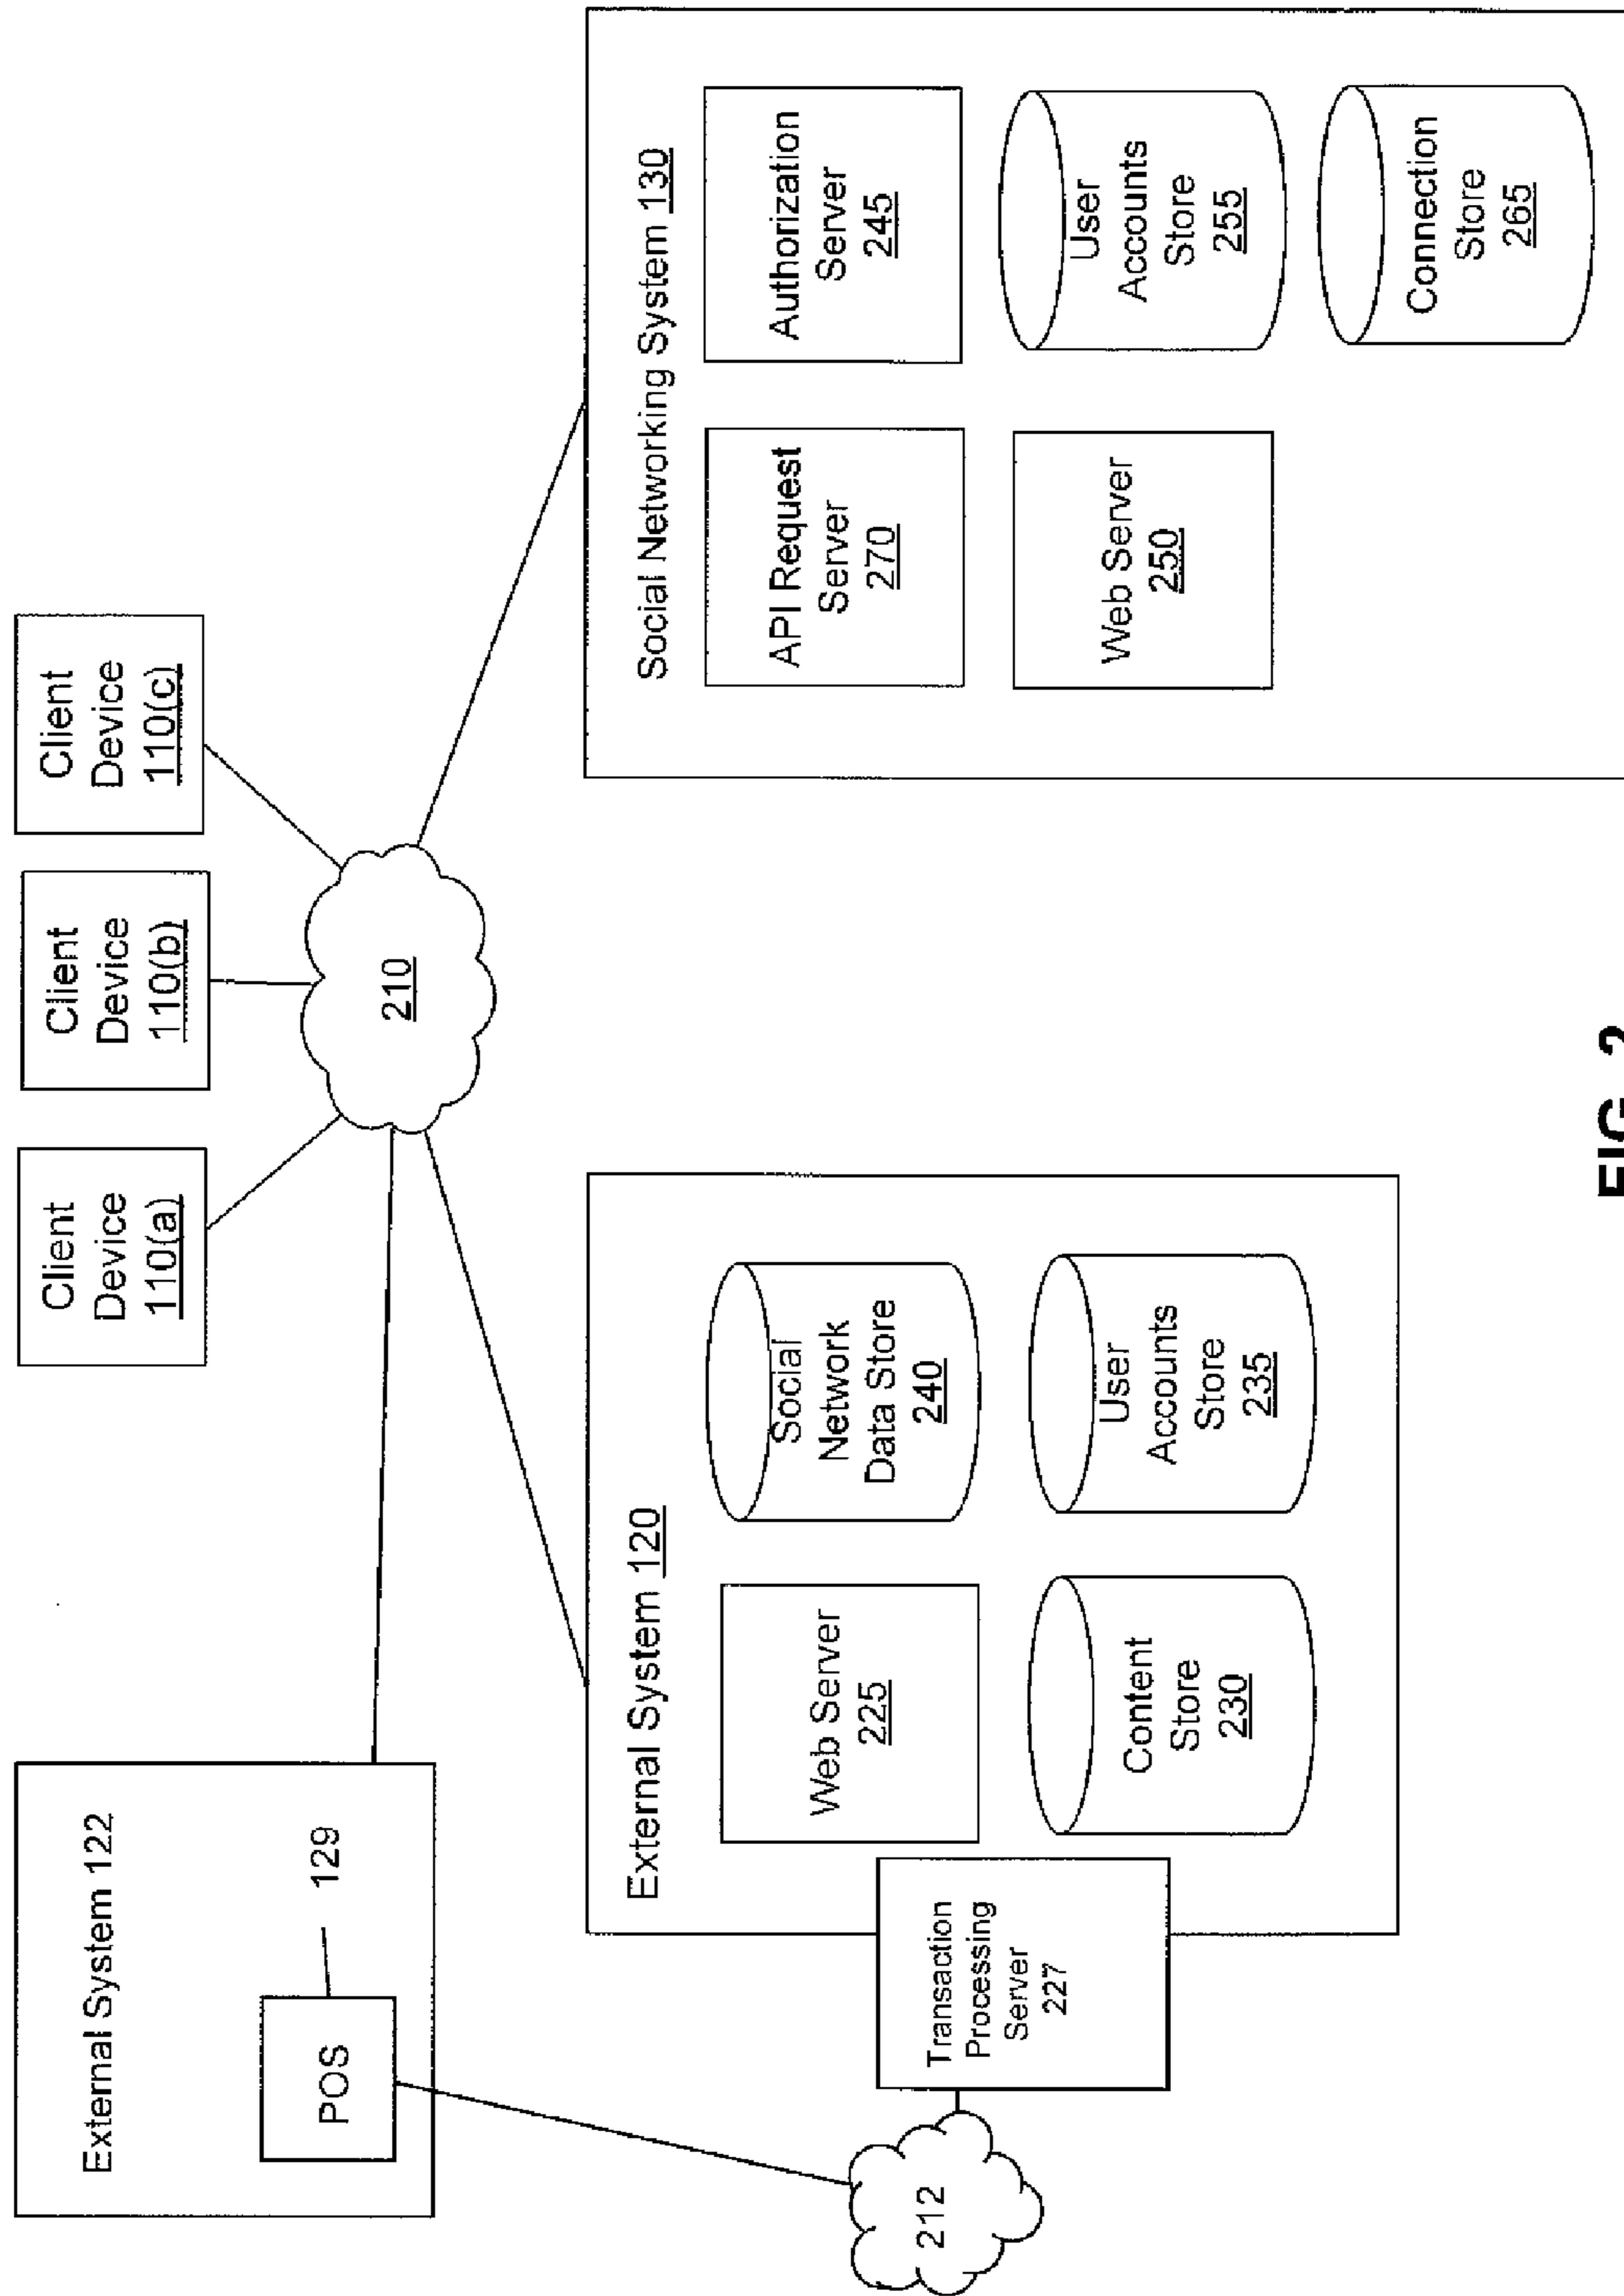 External System 122
POS
129
212
Client
Device
110(a)
Client
Device
110(b)
Client
Device
110(c)
210
External System 120
Web Server
225
Social
Network
Data Store
240
Transaction
Processing
Server
227
Content
Store
230
User
Accounts
Store
235
Social Networking System 130
API Request
Server
270
Authorization
Server
245
Web Server
250
User
Accounts
Store
255
Connection
Store
265
FIG. 2